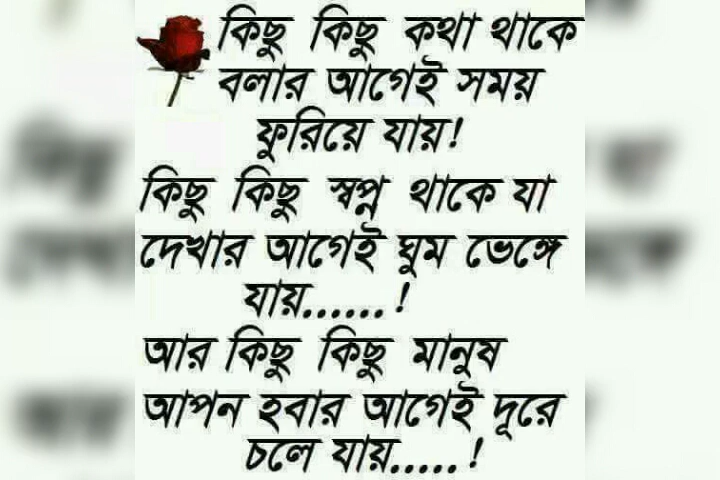 কিছু কিছু কথা থাকে
বলার আগেই সময়
ফুরিয়ে যায়!
কিছু কিছু স্বপ্ন থাকে যা
দেখার আগেই ঘুম ভেঙ্গে
যায়......!
আর কিছু কিছু মানুষ
আপন হবার আগেই দূরে
চলে যায়.....!